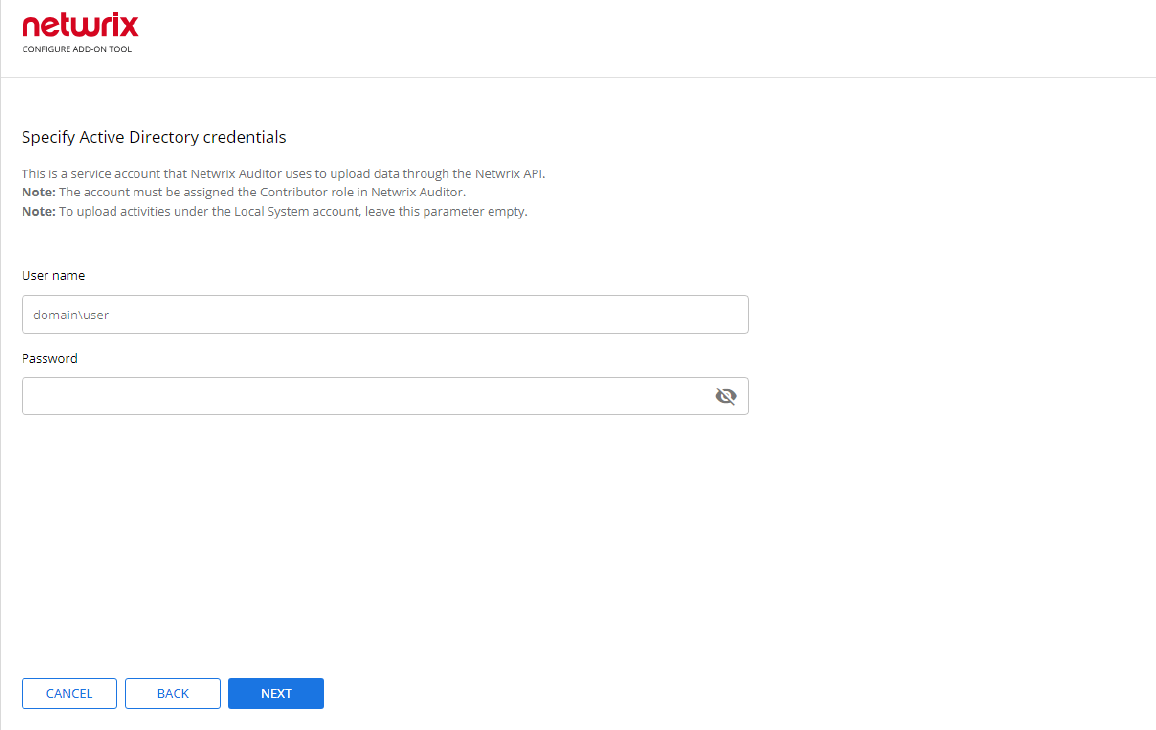 netwrix
CONFIGURE ADD-ON TOOL
Specify Active Directory credentials
This is a service account that Netwrix Auditor uses to upload data through the Netwrix API.
Note: The account must be assigned the Contributor role in Netwrix Auditor.
Note: To upload activities under the Local System account, leave this parameter empty.
User name
domain\user
Password
CANCEL
BACK
NEXT